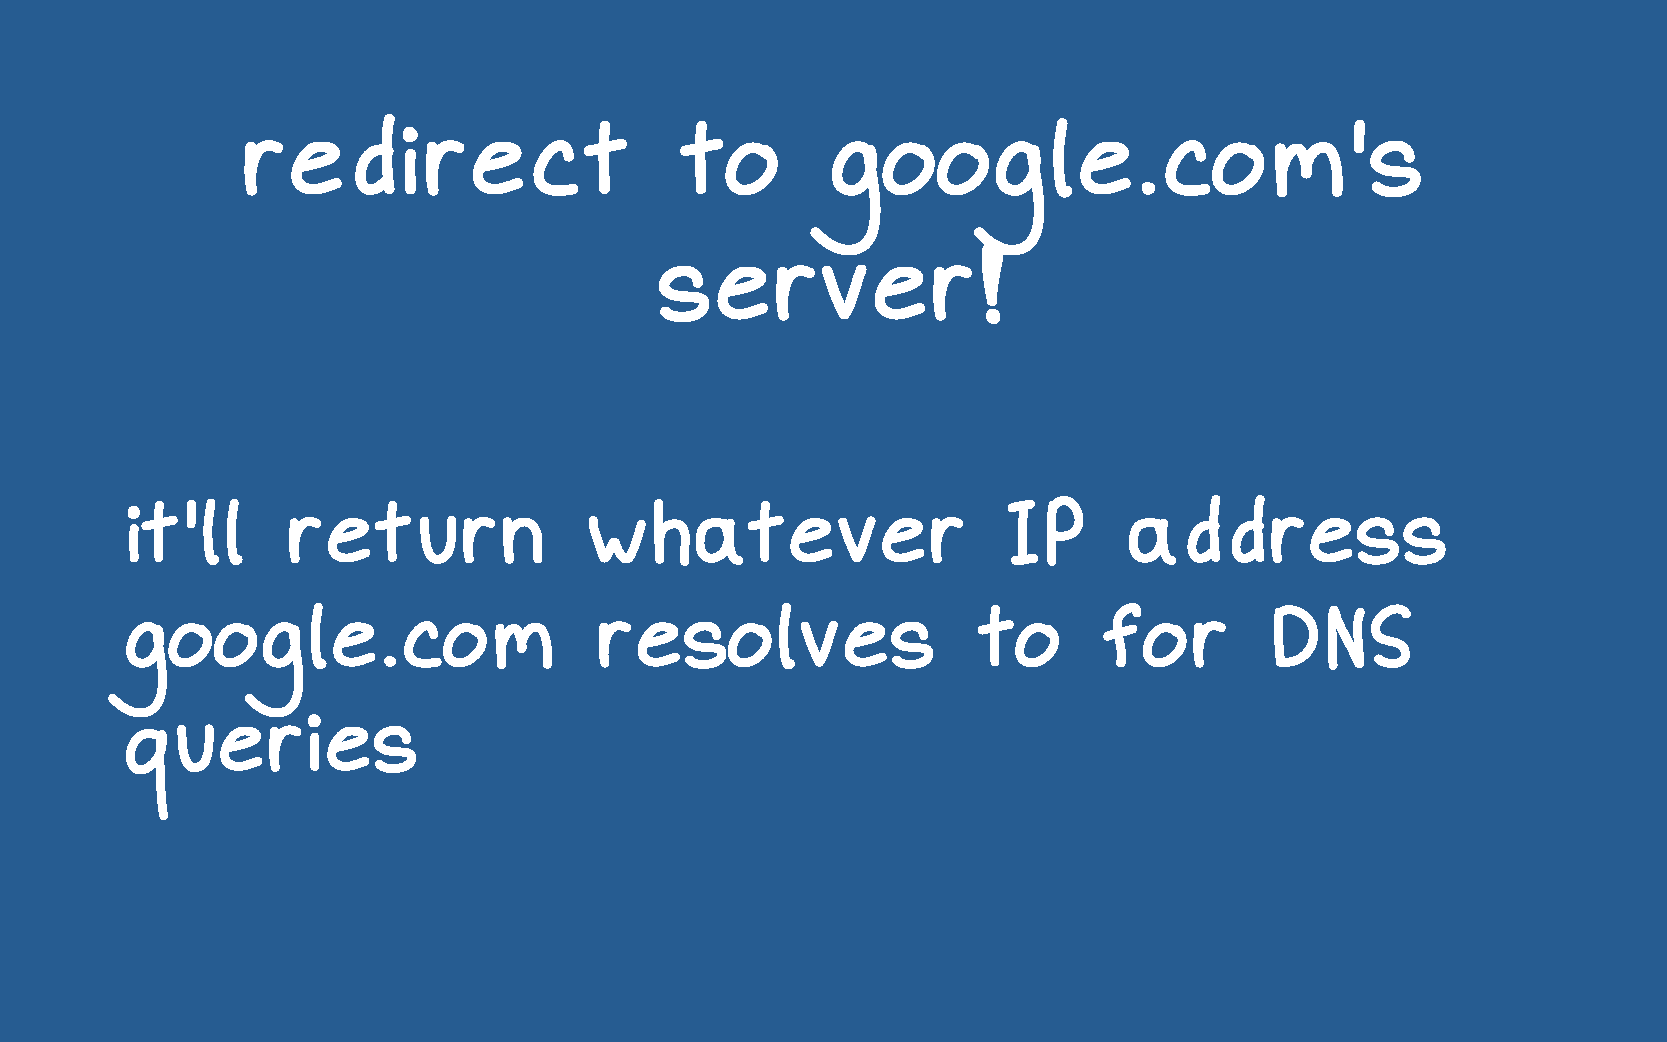 redirect to google.com's
server!
it'll return whatever IP address
google.com resolves to for DNS
queries